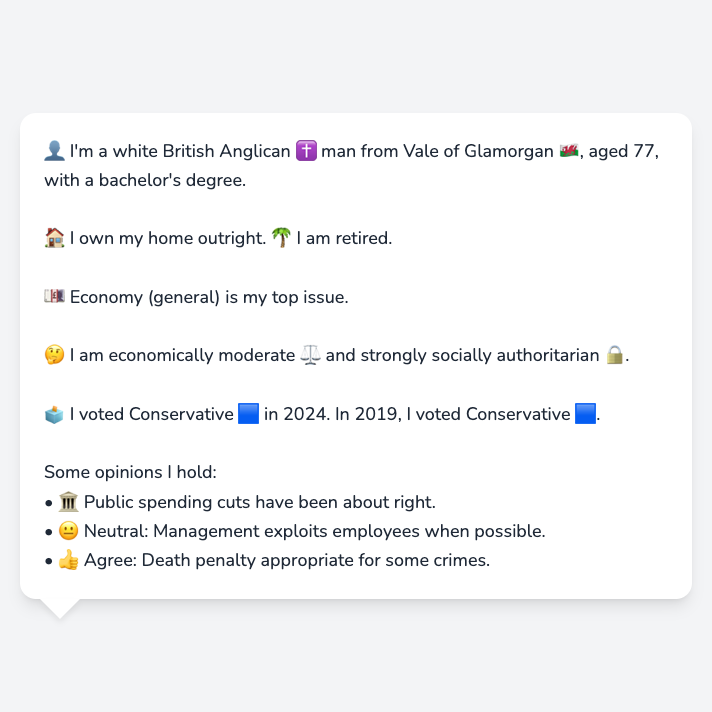 👤 I'm a white British Anglican ✝️ man from Vale of Glamorgan 🏴󠁧󠁢󠁷󠁬󠁳󠁿, aged 77,
with a bachelor's degree.
🏠 I own my home outright. 🌴 I am retired.
💷 Economy (general) is my top issue.
🤔 I am economically moderate ⚖️ and strongly socially authoritarian 🔒.
🗳️ I voted Conservative 🟦 in 2024. In 2019, I voted Conservative 🟦.
Some opinions I hold:
• 🏛️ Public spending cuts have been about right.
• 😐 Neutral: Management exploits employees when possible.
• 👍 Agree: Death penalty appropriate for some crimes.